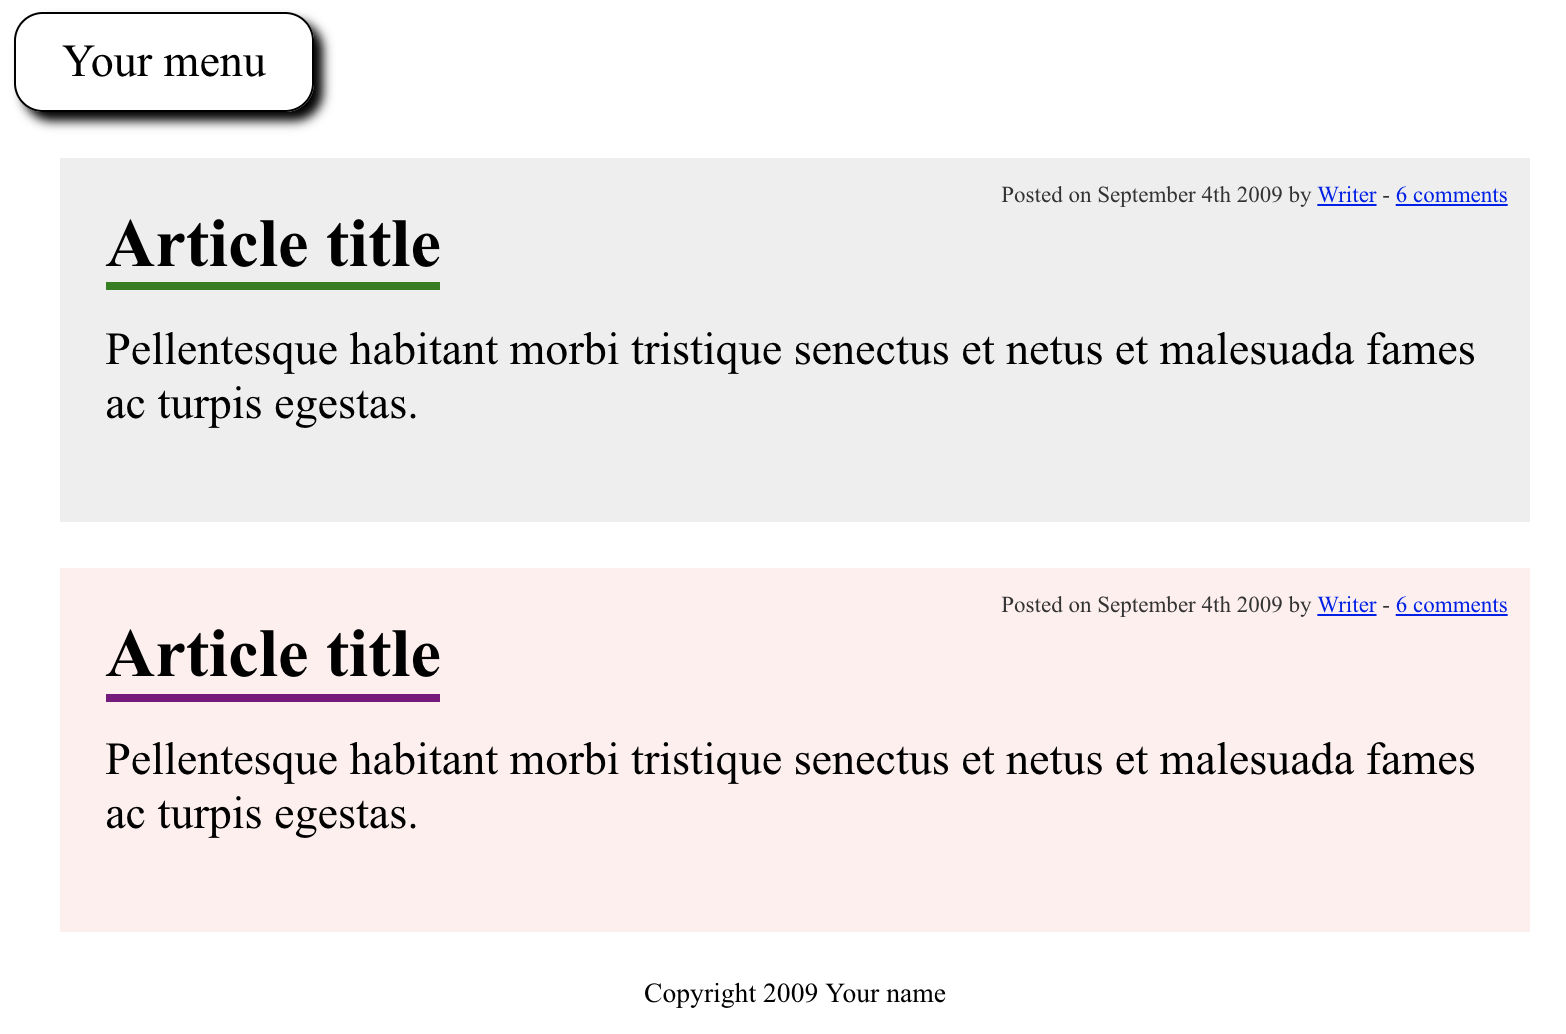 Your menu
Posted on September 4th 2009 by Writer - 6 comments
Article title
Pellentesque habitant morbi tristique senectus et netus et malesuada fames
ac turpis egestas.
Posted on September 4th 2009 by Writer - 6 comments
Article title
Pellentesque habitant morbi tristique senectus et netus et malesuada fames
ac turpis egestas.
Copyright 2009 Your name